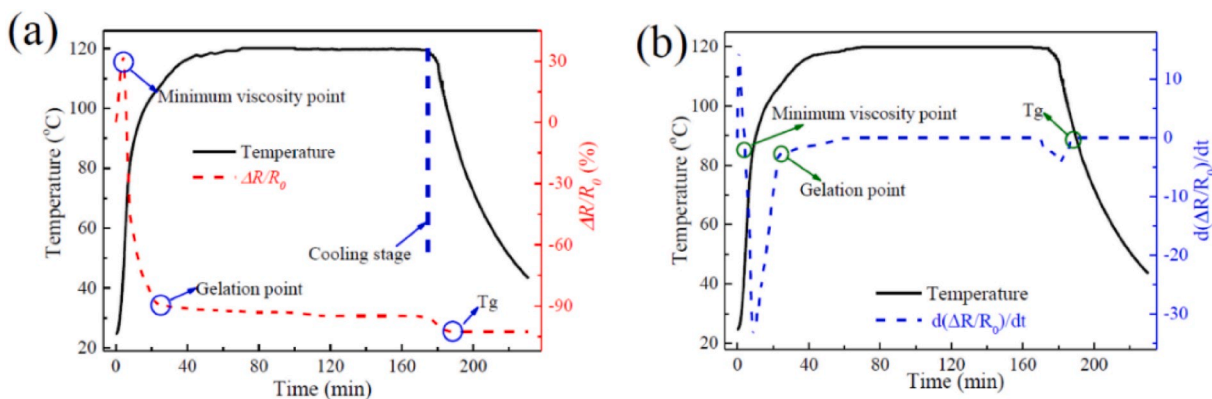 (a)
120
100
80
60
40
20
Temperature (°C)
30
0
-30
-60
-90
ΔR/R0 (%)
Minimum viscosity point
Temperature
ΔR/R0
Cooling stage
Gelation point
Tg
0 40 80 120 160 200
Time (min)
(b)
120
100
80
60
40
20
Temperature (°C)
10
0
-10
-20
-30
d(ΔR/R0)/dt
Tg
Minimum viscosity point
Gelation point
Temperature
d(ΔR/R0)/dt
0 40 80 120 160 200
Time (min)